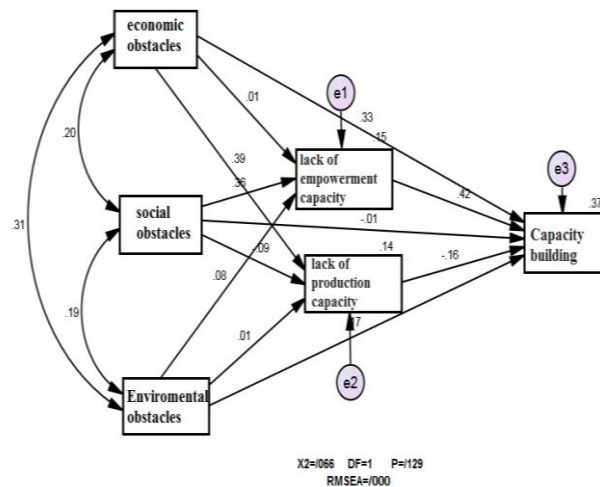 economic
obstacles
e1
.01
.33
.15
.20
.39
.36
lack of
empowerment
capacity
e3
.42
.37
.31
social
obstacles
-.01
Capacity
building
-.09
.14
-.16
.08
lack of
production
capacity
.19
.01
Enviromental
obstacles
e2
X2=/066 DF=1 P=/129
RMSEA=/000